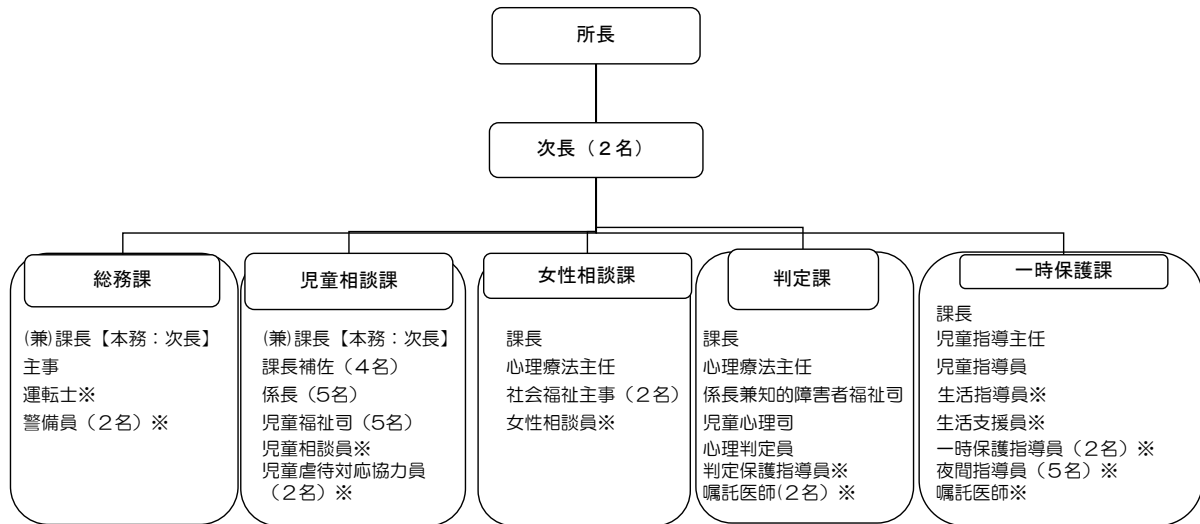 所長
次長（２名）
総務課
(兼)課長【本務：次長】
主事
運転士※
警備員（２名）※
児童相談課
(兼)課長【本務：次長】
課長補佐（４名）
係長（５名）
児童福祉司（５名）
児童相談員※
児童虐待対応協力員
（２名）※
女性相談課
課長
心理療法主任
社会福祉主事（２名）
女性相談員※
判定課
課長
心理療法主任
係長兼知的障害者福祉司
児童心理司
心理判定員
判定保護指導員※
嘱託医師(２名）※
一時保護課
課長
児童指導主任
児童指導員
生活指導員※
生活支援員※
一時保護指導員（２名）※
夜間指導員（５名）※
嘱託医師※